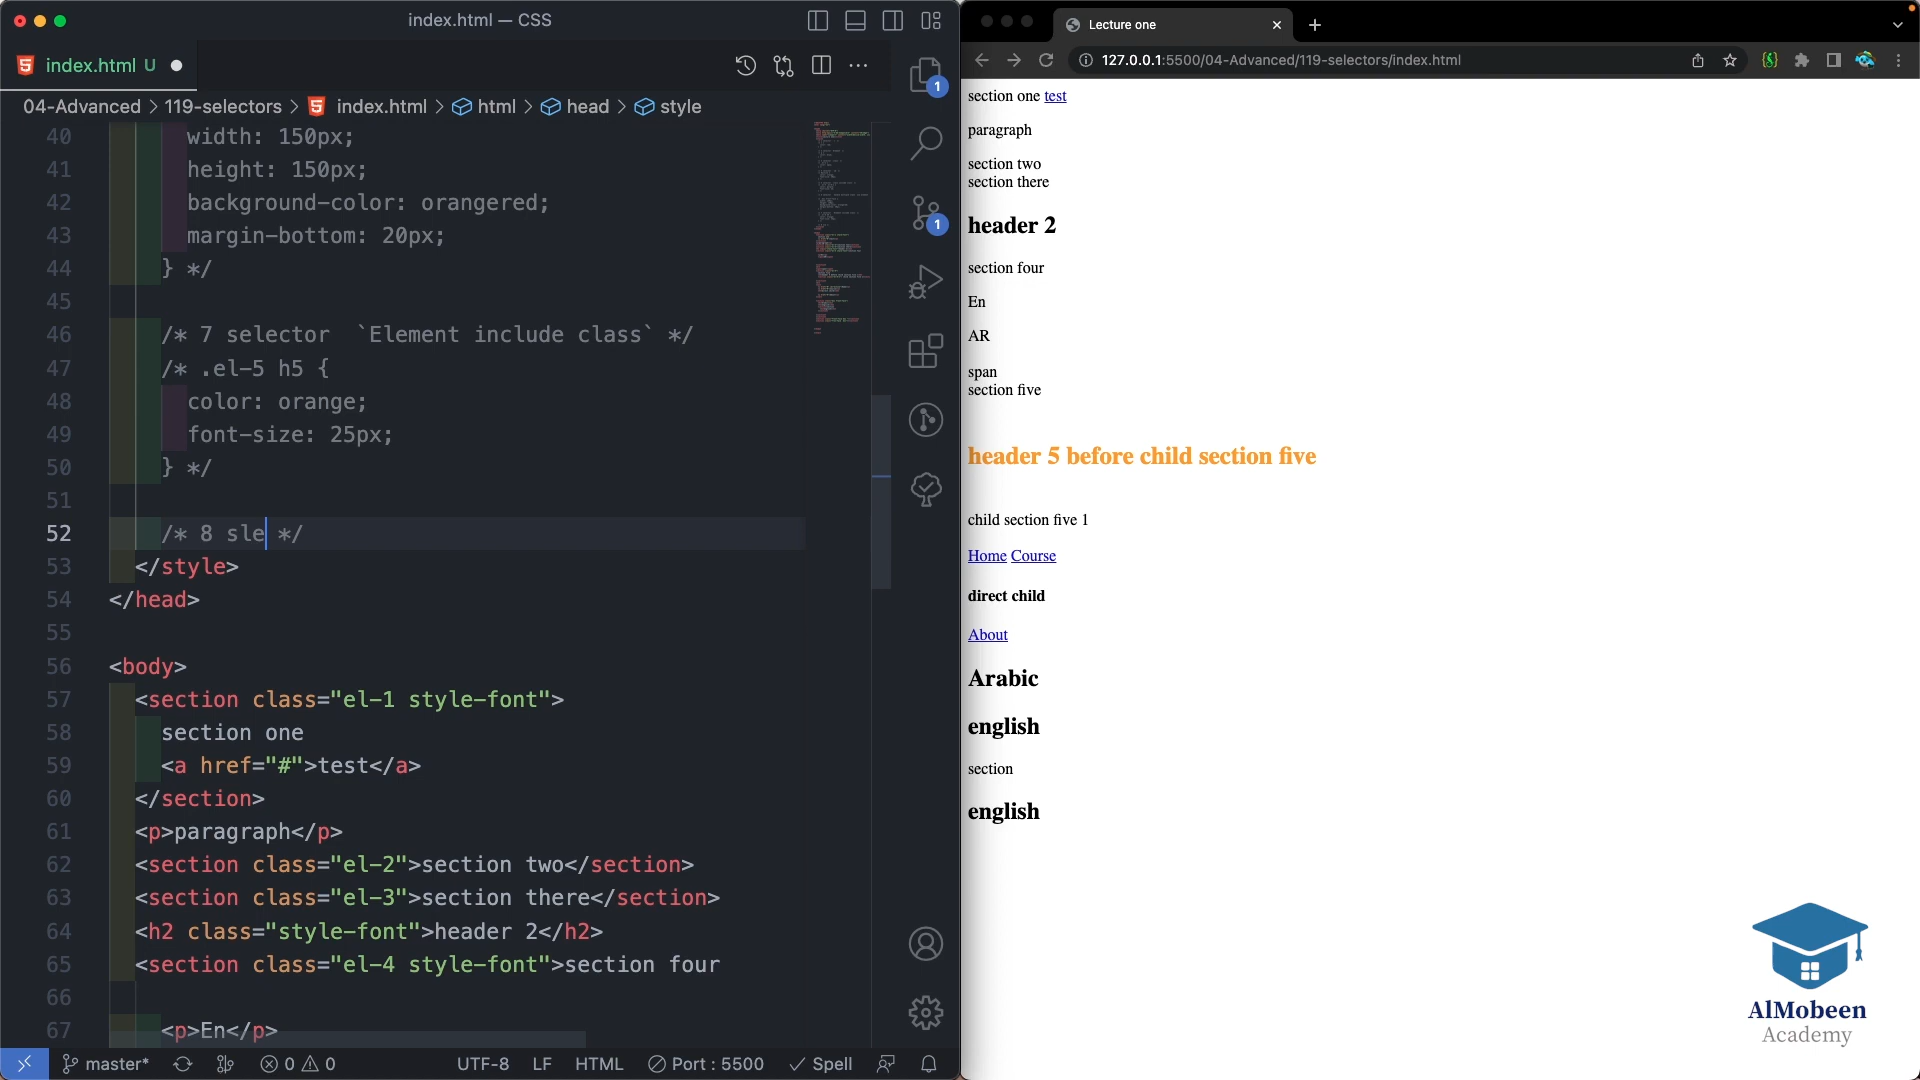 index.html — CSS
index.html U
04-Advanced > 119-selectors > index.html > html > head > style
40 width: 150px;
41 height: 150px;
42 background-color: orangered;
43 margin-bottom: 20px;
44 } */
45
46 /* 7 selector `Element include class` */
47 /* .el-5 h5 {
48 color: orange;
49 font-size: 25px;
50 } */
51
52 /* 8 sle */
53 </style>
54 </head>
55
56 <body>
57 <section class="el-1 style-font">
58 section one
59 <a href="#">test</a>
60 </section>
61 <p>paragraph</p>
62 <section class="el-2">section two</section>
63 <section class="el-3">section there</section>
64 <h2 class="style-font">header 2</h2>
65 <section class="el-4 style-font">section four
66
67 <p>En</p>
1
1
master* 0 0 UTF-8 LF HTML Port : 5500 Spell
Lecture one
127.0.0.1:5500/04-Advanced/119-selectors/index.html
section one test
paragraph
section two
section there
header 2
section four
En
AR
span
section five
header 5 before child section five
child section five 1
Home Course
direct child
About
Arabic
english
section
english
AlMobeen
Academy